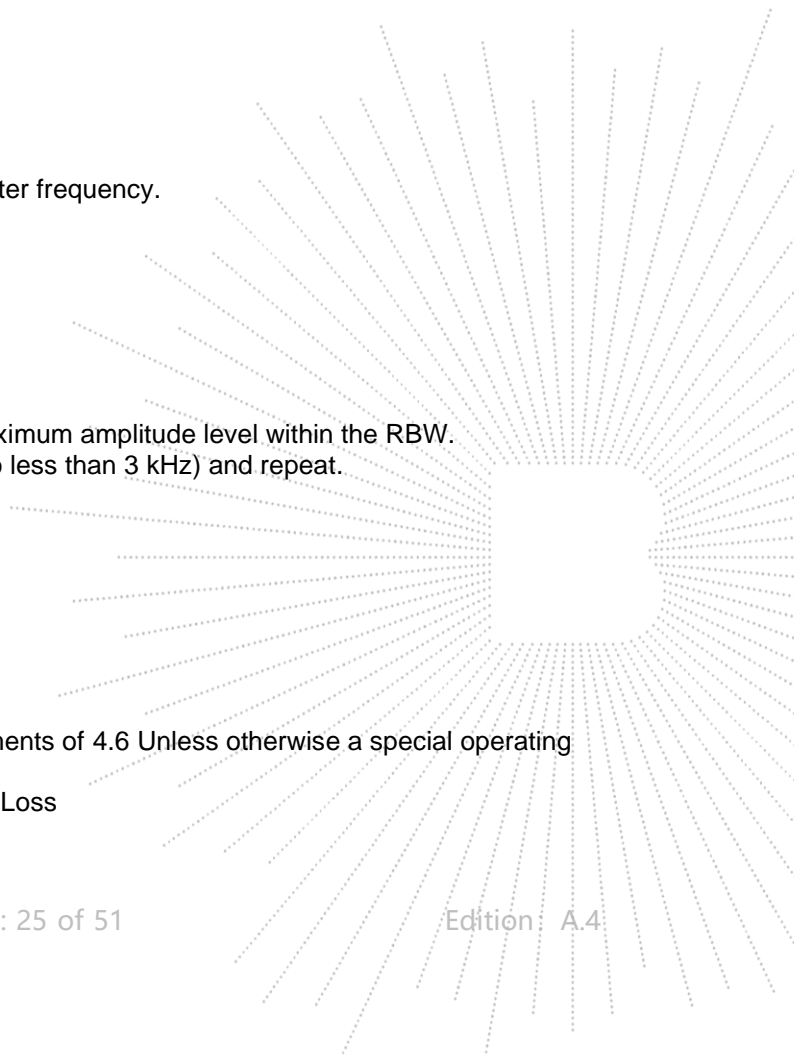 ter frequency.
ximum amplitude level within the RBW.
less than 3 kHz) and repeat.
ents of 4.6 Unless otherwise a special operating
Loss
: 25 of 51 Edition: A.4